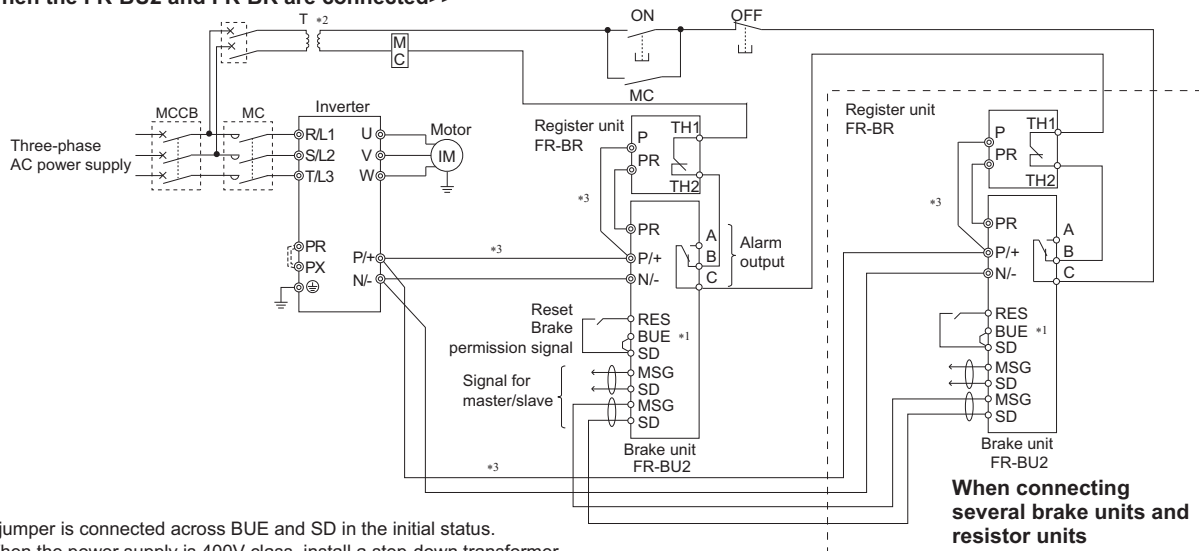 hen the FR-BU2 and FR-BR are connected>>
T *2
ON
OFF
M
C
MC
MCCB
MC
Inverter
Three-phase
AC power supply
R/L1
S/L2
T/L3
U
V
W
Motor
IM
PR
PX
P/+
N/-
*3
Register unit
FR-BR
P
PR
TH1
TH2
*3
PR
P/+
N/-
A
B
C
Alarm
output
Reset
Brake
permission signal
RES
BUE *1
SD
Signal for
master/slave
MSG
SD
MSG
SD
Brake unit
FR-BU2
*3
Register unit
FR-BR
P
PR
TH1
TH2
*3
PR
P/+
N/-
A
B
C
RES
BUE *1
SD
MSG
SD
MSG
SD
Brake unit
FR-BU2
When connecting
several brake units and
resistor units
jumper is connected across BUE and SD in the initial status.
hen the power supply is 400V class, install a step-down transformer